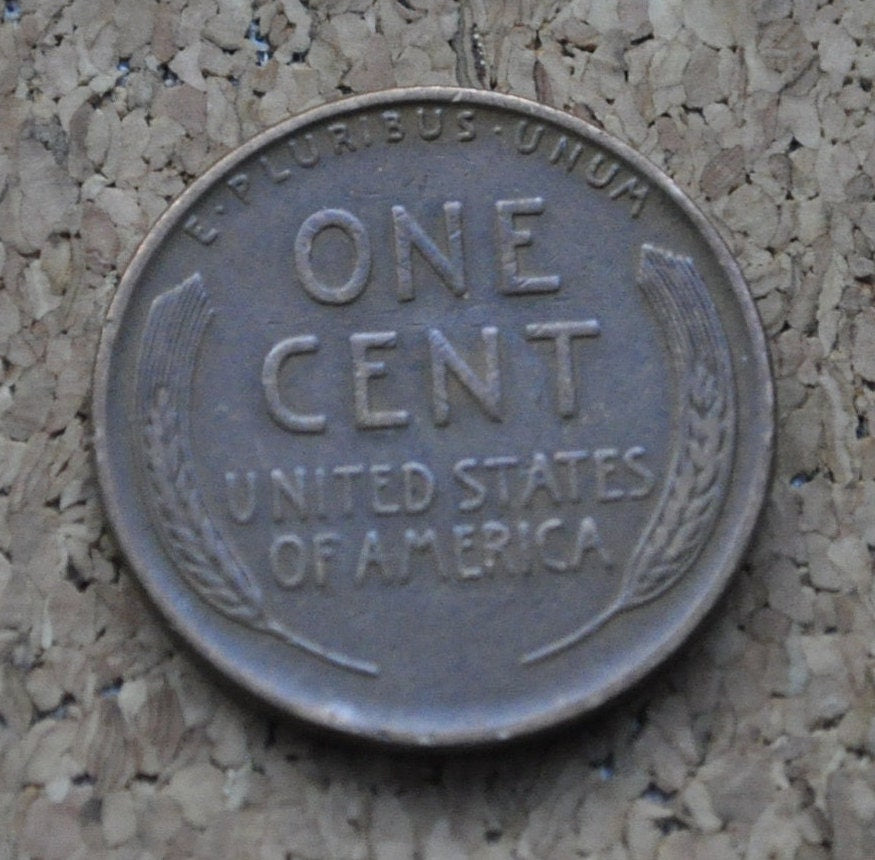 E·PLURIBUS·UNUM
ONE
CENT
UNITED STATES
OF AMERICA